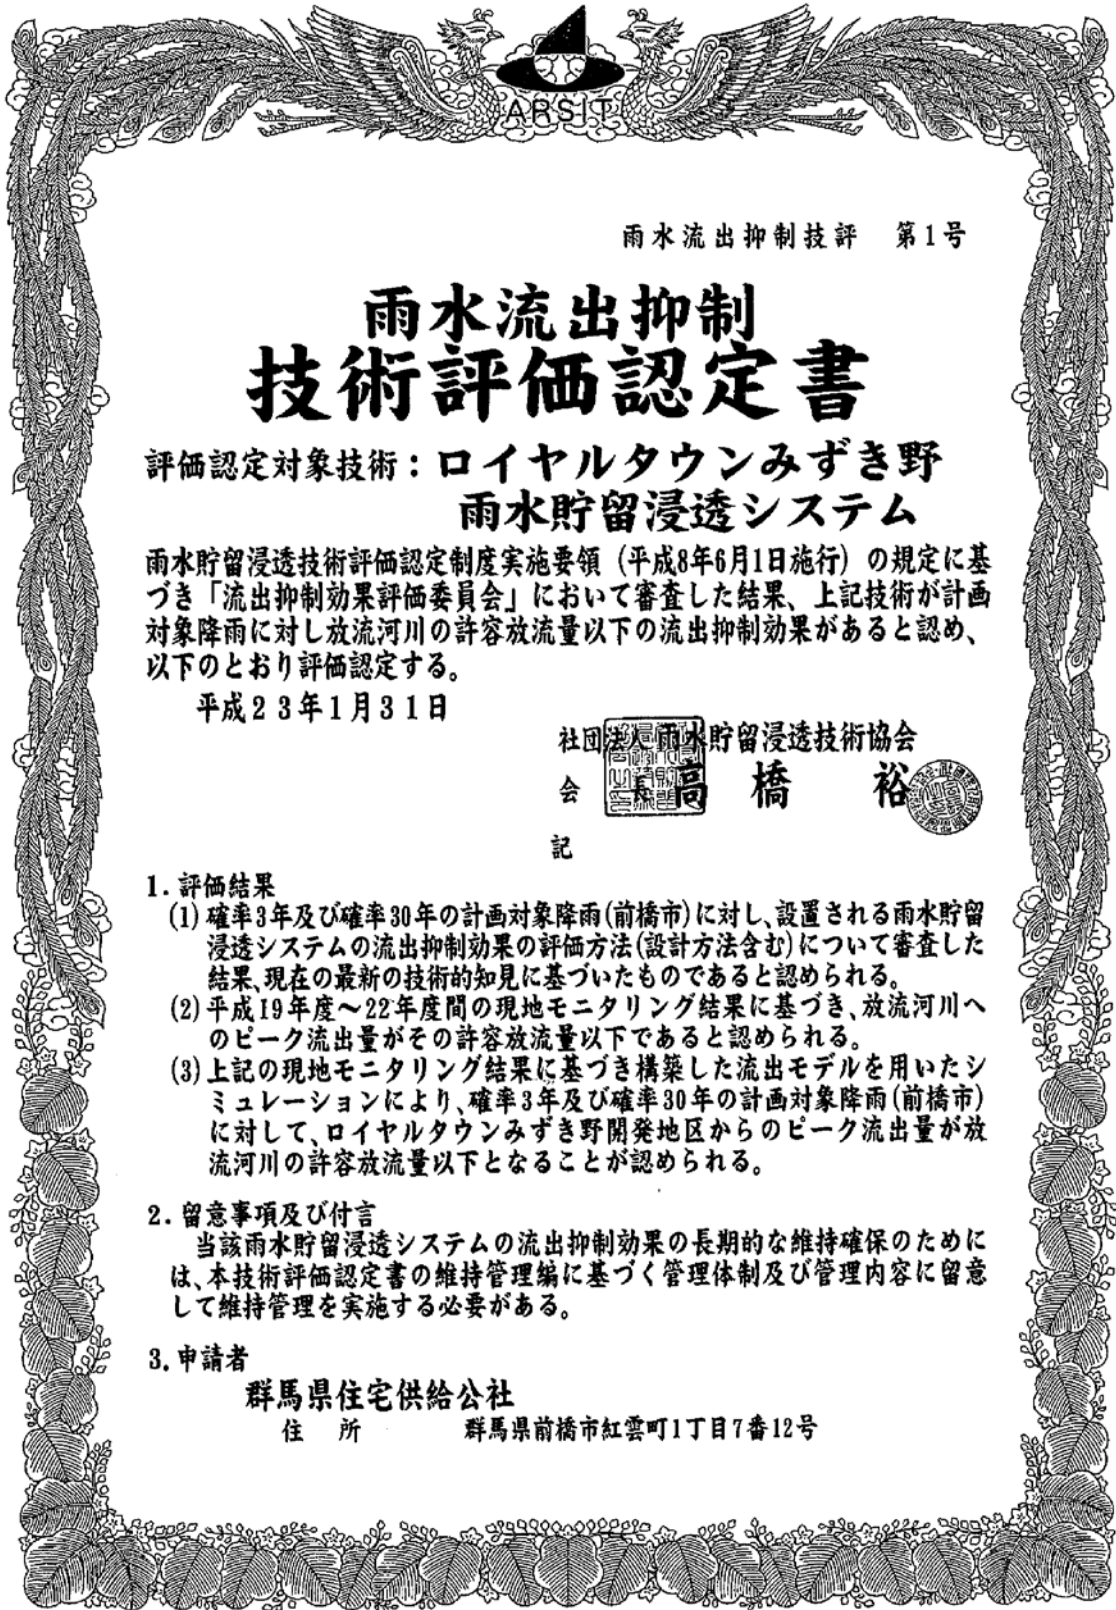 ARSIT
雨水流出抑制技評　第1号
雨水流出抑制
技術評価認定書
評価認定対象技術：ロイヤルタウンみずき野
雨水貯留浸透システム
雨水貯留浸透技術評価認定制度実施要領（平成8年6月1日施行）の規定に基
づき「流出抑制効果評価委員会」において審査した結果、上記技術が計画
対象降雨に対し放流河川の許容放流量以下の流出抑制効果があると認め、
以下のとおり評価認定する。
平成23年1月31日
社団法人 雨水貯留浸透技術協会
会　長 高　橋　裕
記
1. 評価結果
(1) 確率3年及び確率30年の計画対象降雨(前橋市)に対し、設置される雨水貯留
浸透システムの流出抑制効果の評価方法(設計方法含む)について審査した
結果、現在の最新の技術的知見に基づいたものであると認められる。
(2) 平成19年度～22年度間の現地モニタリング結果に基づき、放流河川へ
のピーク流出量がその許容放流量以下であると認められる。
(3) 上記の現地モニタリング結果に基づき構築した流出モデルを用いたシ
ミュレーションにより、確率3年及び確率30年の計画対象降雨(前橋市)
に対して、ロイヤルタウンみずき野開発地区からのピーク流出量が放
流河川の許容放流量以下となることが認められる。
2. 留意事項及び付言
当該雨水貯留浸透システムの流出抑制効果の長期的な維持確保のために
は、本技術評価認定書の維持管理編に基づく管理体制及び管理内容に留意
して維持管理を実施する必要がある。
3. 申請者
群馬県住宅供給公社
住　所　群馬県前橋市紅雲町1丁目7番12号